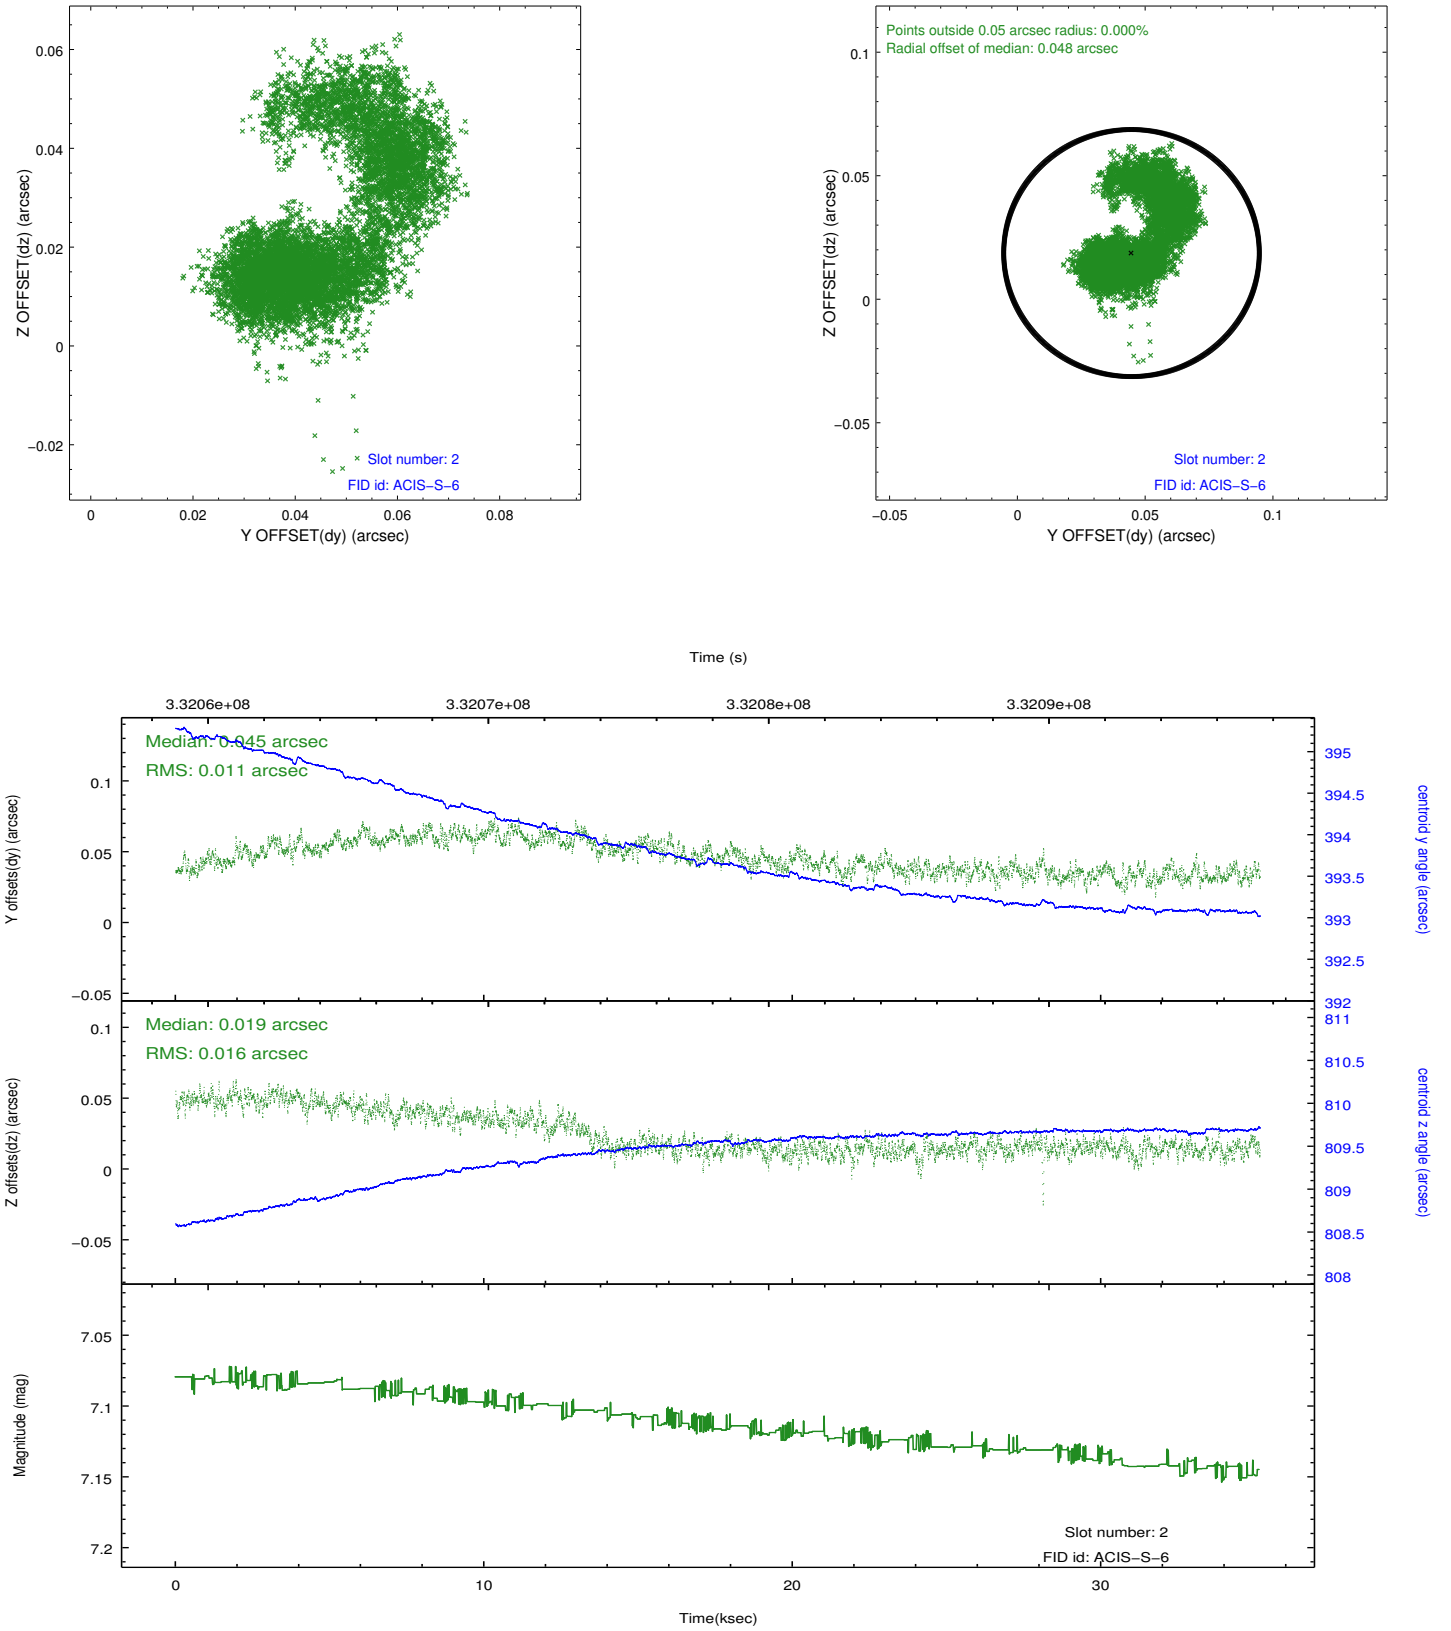 0.06
0.04
0.02
0
−0.02
Z OFFSET(dz) (arcsec)
Slot number: 2
FID id: ACIS−S−6
0
0.02
0.04
0.06
0.08
Y OFFSET(dy) (arcsec)
Points outside 0.05 arcsec radius: 0.000%
Radial offset of median: 0.048 arcsec
0.1
0.05
0
−0.05
Z OFFSET(dz) (arcsec)
Slot number: 2
FID id: ACIS−S−6
−0.05
0
0.05
0.1
Y OFFSET(dy) (arcsec)
Time (s)
3.3206e+08
3.3207e+08
3.3208e+08
3.3209e+08
Median: 0.045 arcsec
RMS: 0.011 arcsec
0.1
0.05
0
−0.05
Y offsets(dy) (arcsec)
395
394.5
394
393.5
393
392.5
392
centroid y angle (arcsec)
Median: 0.019 arcsec
RMS: 0.016 arcsec
0.1
0.05
0
−0.05
Z offsets(dz) (arcsec)
811
810.5
810
809.5
809
808.5
808
centroid z angle (arcsec)
7.05
7.1
7.15
7.2
Magnitude (mag)
Slot number: 2
FID id: ACIS−S−6
0
10
20
30
Time(ksec)